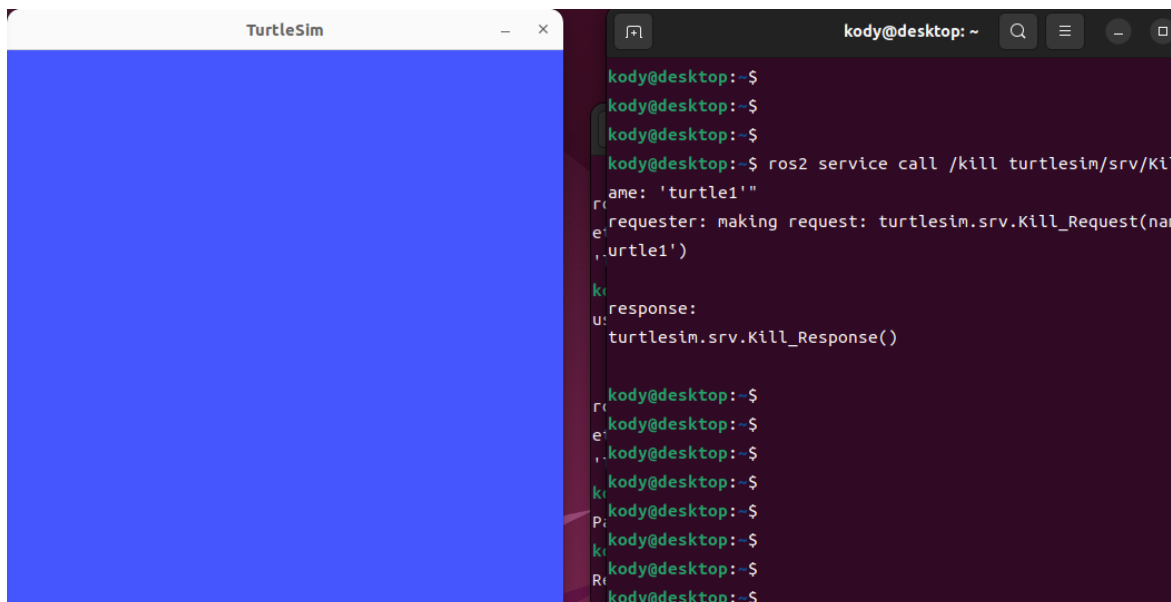 TurtleSim
kody@desktop: ~
kody@desktop:~$
kody@desktop:~$
kody@desktop:~$
kody@desktop:~$ ros2 service call /kill turtlesim/srv/Ki
ame: 'turtle1'"
requester: making request: turtlesim.srv.Kill_Request(na
urtle1')
response:
turtlesim.srv.Kill_Response()
kody@desktop:~$
kody@desktop:~$
kody@desktop:~$
kody@desktop:~$
kody@desktop:~$
kody@desktop:~$
kody@desktop:~$
kody@desktop:~$